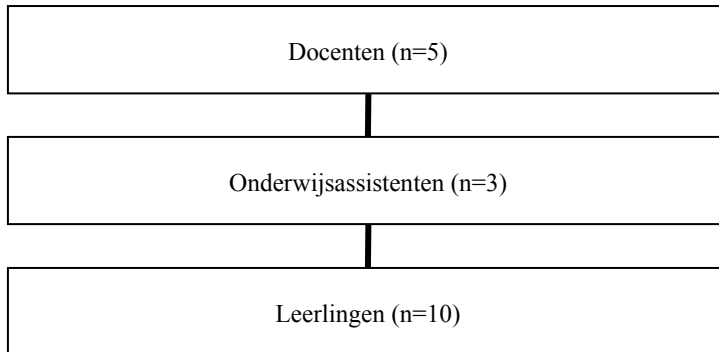 Docenten (n=5)
Onderwijsassistenten (n=3)
Leerlingen (n=10)